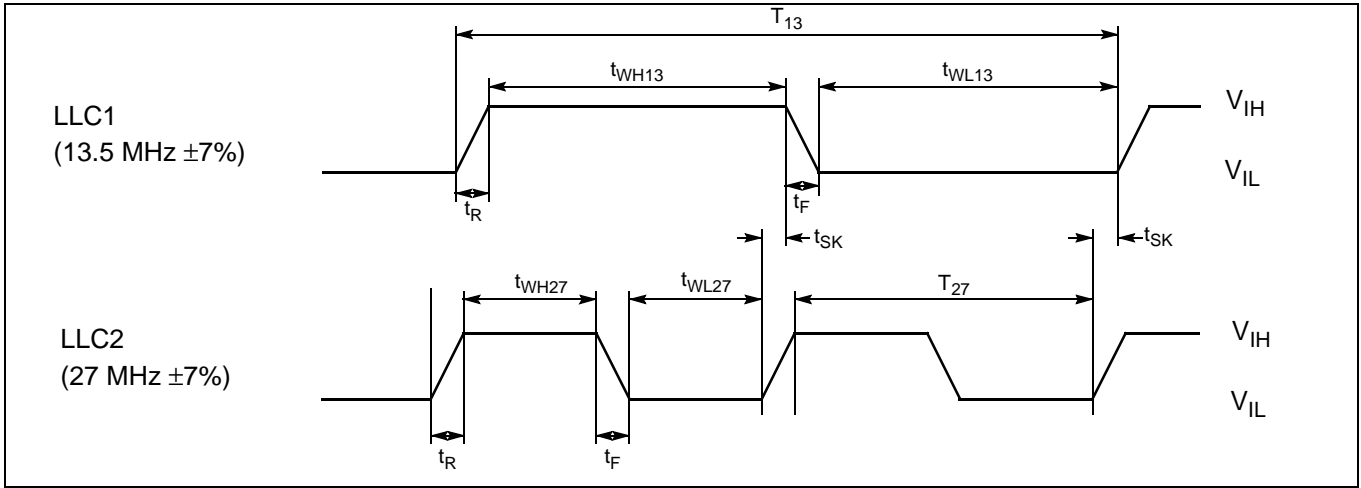 T13
tWH13
tWL13
LLC1
(13.5 MHz ±7%)
VIH
VIL
tR
tF
tSK
tSK
tWH27
tWL27
T27
LLC2
(27 MHz ±7%)
VIH
VIL
tR
tF